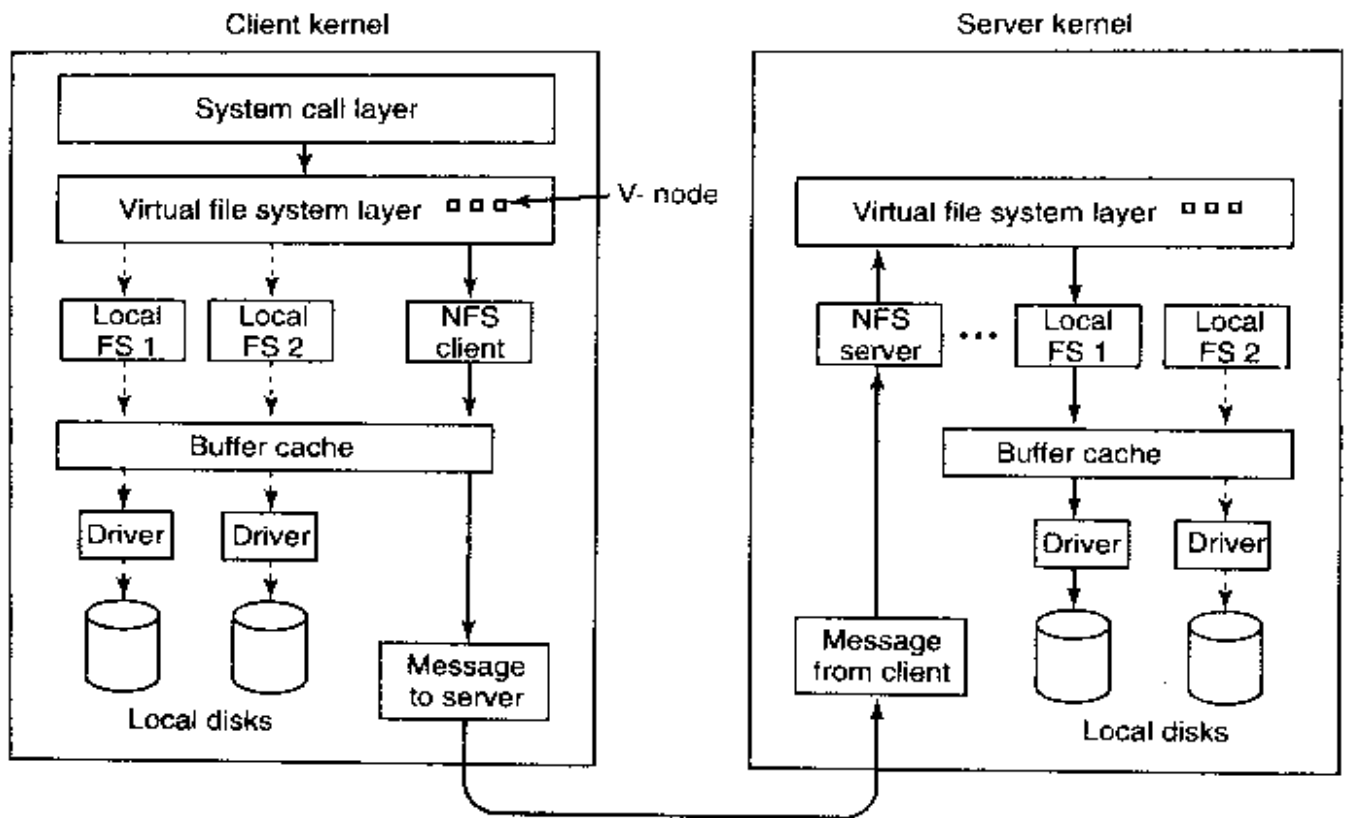 Client kernel
System call layer
Virtual file system layer
V- node
Local
FS 1
Local
FS 2
NFS
client
Buffer cache
Driver
Driver
Message
to server
Local disks
Server kernel
Virtual file system layer
NFS
server
...
Local
FS 1
Local
FS 2
Buffer cache
Driver
Driver
Message
from client
Local disks